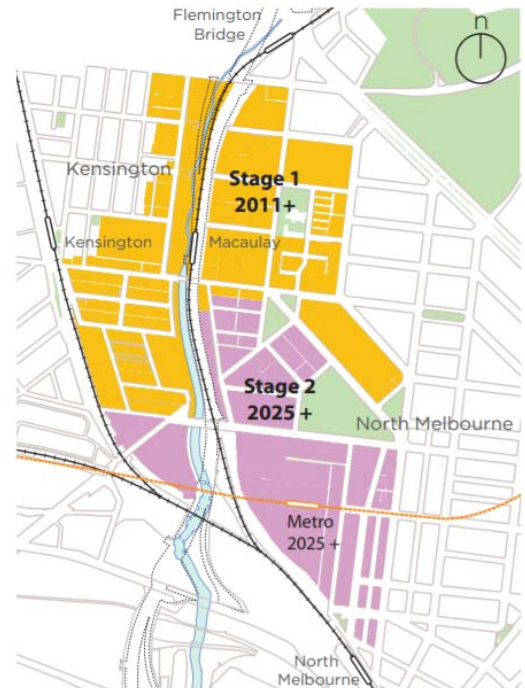 Flemington
Bridge
n
Kensington
Stage 1
2011+
Kensington
Macaulay
Stage 2
2025 +
North Melbourne
Metro
2025 +
North
Melbourne